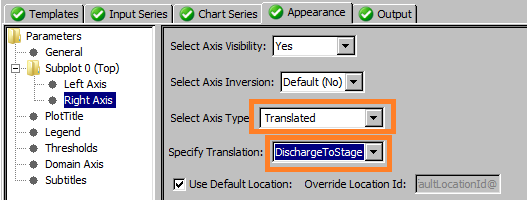 Templates Input Series Chart Series Appearance Output
Parameters
General
Subplot 0 (Top)
Left Axis
Right Axis
PlotTitle
Legend
Thresholds
Domain Axis
Subtitles
Select Axis Visibility: Yes
Select Axis Inversion: Default (No)
Select Axis Type Translated
Specify Translation: DischargeToStage
Use Default Location: Override Location Id: aultLocationId@